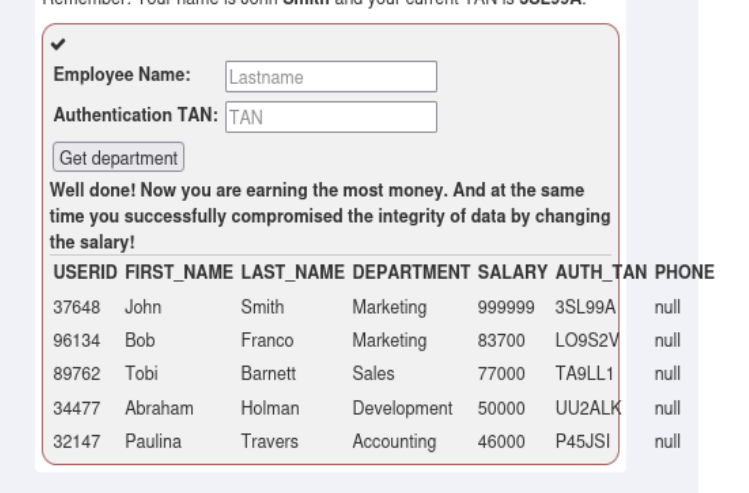 Remember: Your name is John Smith and your current TAN is 3SL99A.
✔
Employee Name: Lastname
Authentication TAN: TAN
Get department
Well done! Now you are earning the most money. And at the same
time you successfully compromised the integrity of data by changing
the salary!
USERID FIRST_NAME LAST_NAME DEPARTMENT SALARY AUTH_TAN PHONE
37648 John Smith Marketing 999999 3SL99A null
96134 Bob Franco Marketing 83700 LO9S2V null
89762 Tobi Barnett Sales 77000 TA9LL1 null
34477 Abraham Holman Development 50000 UU2ALK null
32147 Paulina Travers Accounting 46000 P45JSI null